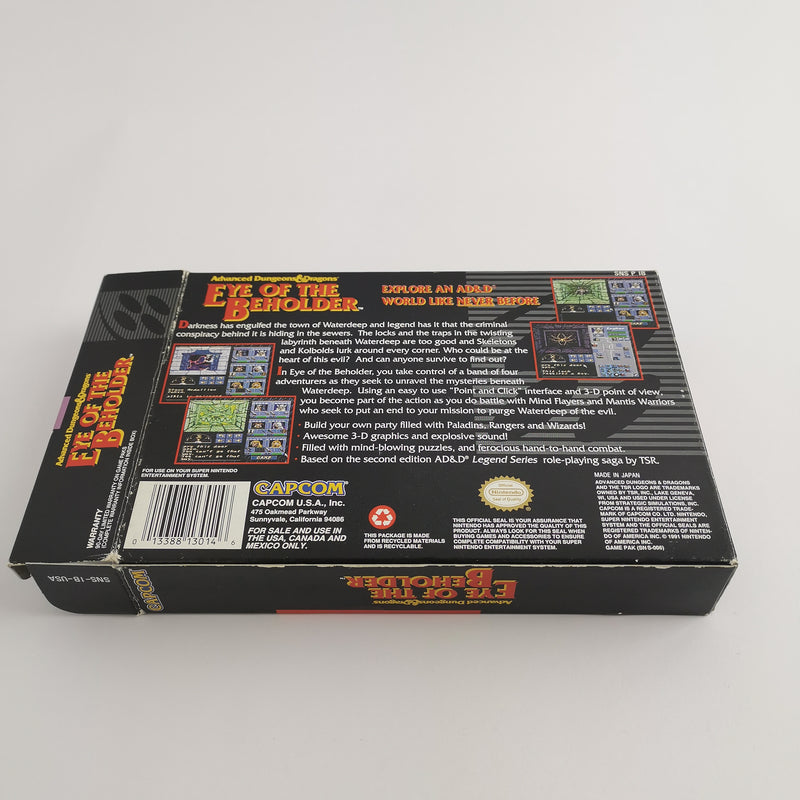 SNS P IB
Advanced Dungeons & Dragons
EYE OF THE
BEHOLDER™
EXPLORE AN AD&D®
WORLD LIKE NEVER BEFORE
Darkness has engulfed the town of Waterdeep and legend has it that the criminal
conspiracy behind it is hiding in the sewers. The locks and the traps in the twisting
labyrinth beneath Waterdeep are too good and Skeletons
and Kolbolds lurk around every corner. Who could be at the
heart of this evil? And can anyone survive to find out?
In Eye of the Beholder, you take control of a band of four
adventurers as they seek to unravel the mysteries beneath
Waterdeep. Using an easy to use "Point and Click" interface and 3-D point of view,
you become part of the action as you do battle with Mind Flayers and Mantis Warriors
who seek to put an end to your mission to purge Waterdeep of the evil.
• Build your own party filled with Paladins, Rangers and Wizards!
• Awesome 3-D graphics and explosive sound!
• Filled with mind-blowing puzzles, and ferocious hand-to-hand combat.
• Based on the second edition AD&D® Legend Series role-playing saga by TSR.
FOR USE ON YOUR SUPER NINTENDO
ENTERTAINMENT SYSTEM.
0 13388 13014 6
CAPCOM
CAPCOM U.S.A., Inc.
475 Oakmead Parkway
Sunnyvale, California 94086
FOR SALE AND USE IN
THE USA, CANADA AND
MEXICO ONLY.
THIS PACKAGE IS
MADE FROM
RECYCLED MATERIALS
AND IS RECYCLABLE.
Official
Nintendo
Seal of Quality
THIS OFFICIAL SEAL IS YOUR ASSURANCE THAT
NINTENDO HAS APPROVED THE QUALITY OF THIS
PRODUCT. ALWAYS LOOK FOR THIS SEAL WHEN
BUYING GAMES AND ACCESSORIES TO ENSURE
COMPLETE COMPATIBILITY WITH YOUR SUPER
NINTENDO ENTERTAINMENT SYSTEM.
MADE IN JAPAN
ADVANCED DUNGEONS & DRAGONS
AND THE TSR LOGO ARE TRADEMARKS
OWNED BY TSR, INC., LAKE GENEVA,
WI, USA AND USED UNDER LICENSE
FROM STRATEGIC SIMULATIONS, INC.
CAPCOM IS A REGISTERED TRADE-
MARK OF CAPCOM CO. LTD. NINTENDO,
SUPER NINTENDO ENTERTAINMENT
SYSTEM AND THE OFFICIAL SEALS ARE
REGISTERED TRADEMARKS OF NINTEN-
DO OF AMERICA INC. © 1991 NINTENDO
OF AMERICA INC.
GAME PAK (SNS-006)
Advanced Dungeons & Dragons
EYE OF THE
BEHOLDER™
WARRANTY
90-DAY LIMITED WARRANTY ON GAME PAK
(COMPLETE WARRANTY INFORMATION INSIDE BOX)
SNS-IB-USA
CAPCOM
Advanced Dungeons & Dragons
EYE OF THE
BEHOLDER™